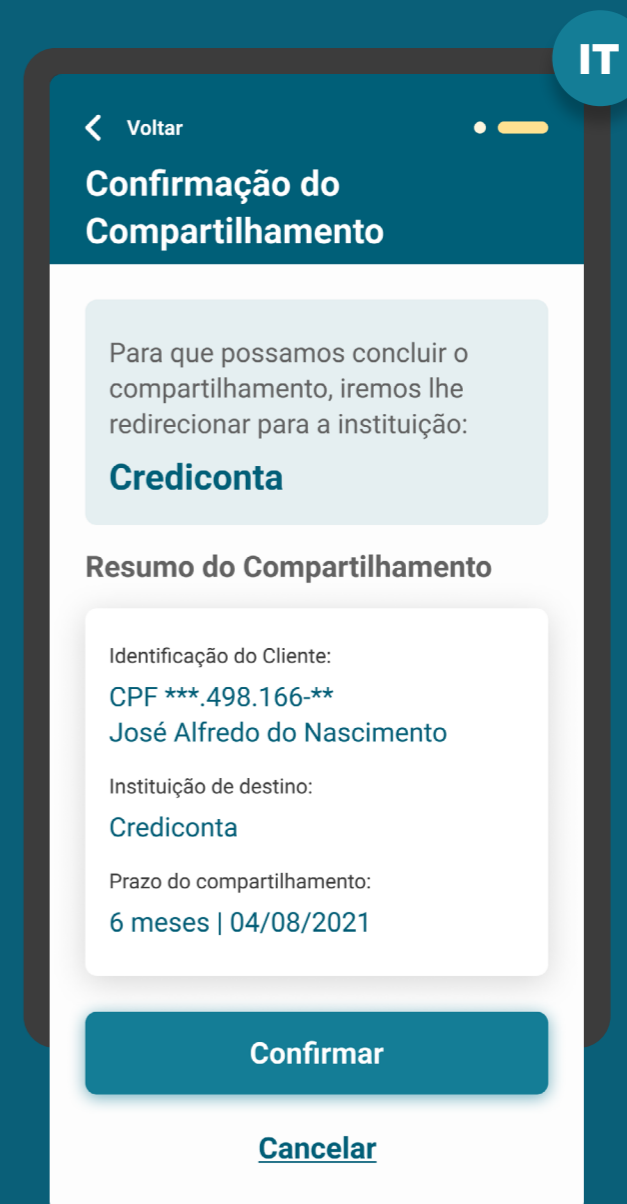 IT
Voltar
Confirmação do
Compartilhamento
Para que possamos concluir o
compartilhamento, iremos lhe
redirecionar para a instituição:
Crediconta
Resumo do Compartilhamento
Identificação do Cliente:
CPF ***.498.166-**
José Alfredo do Nascimento
Instituição de destino:
Crediconta
Prazo do compartilhamento:
6 meses | 04/08/2021
Confirmar
Cancelar